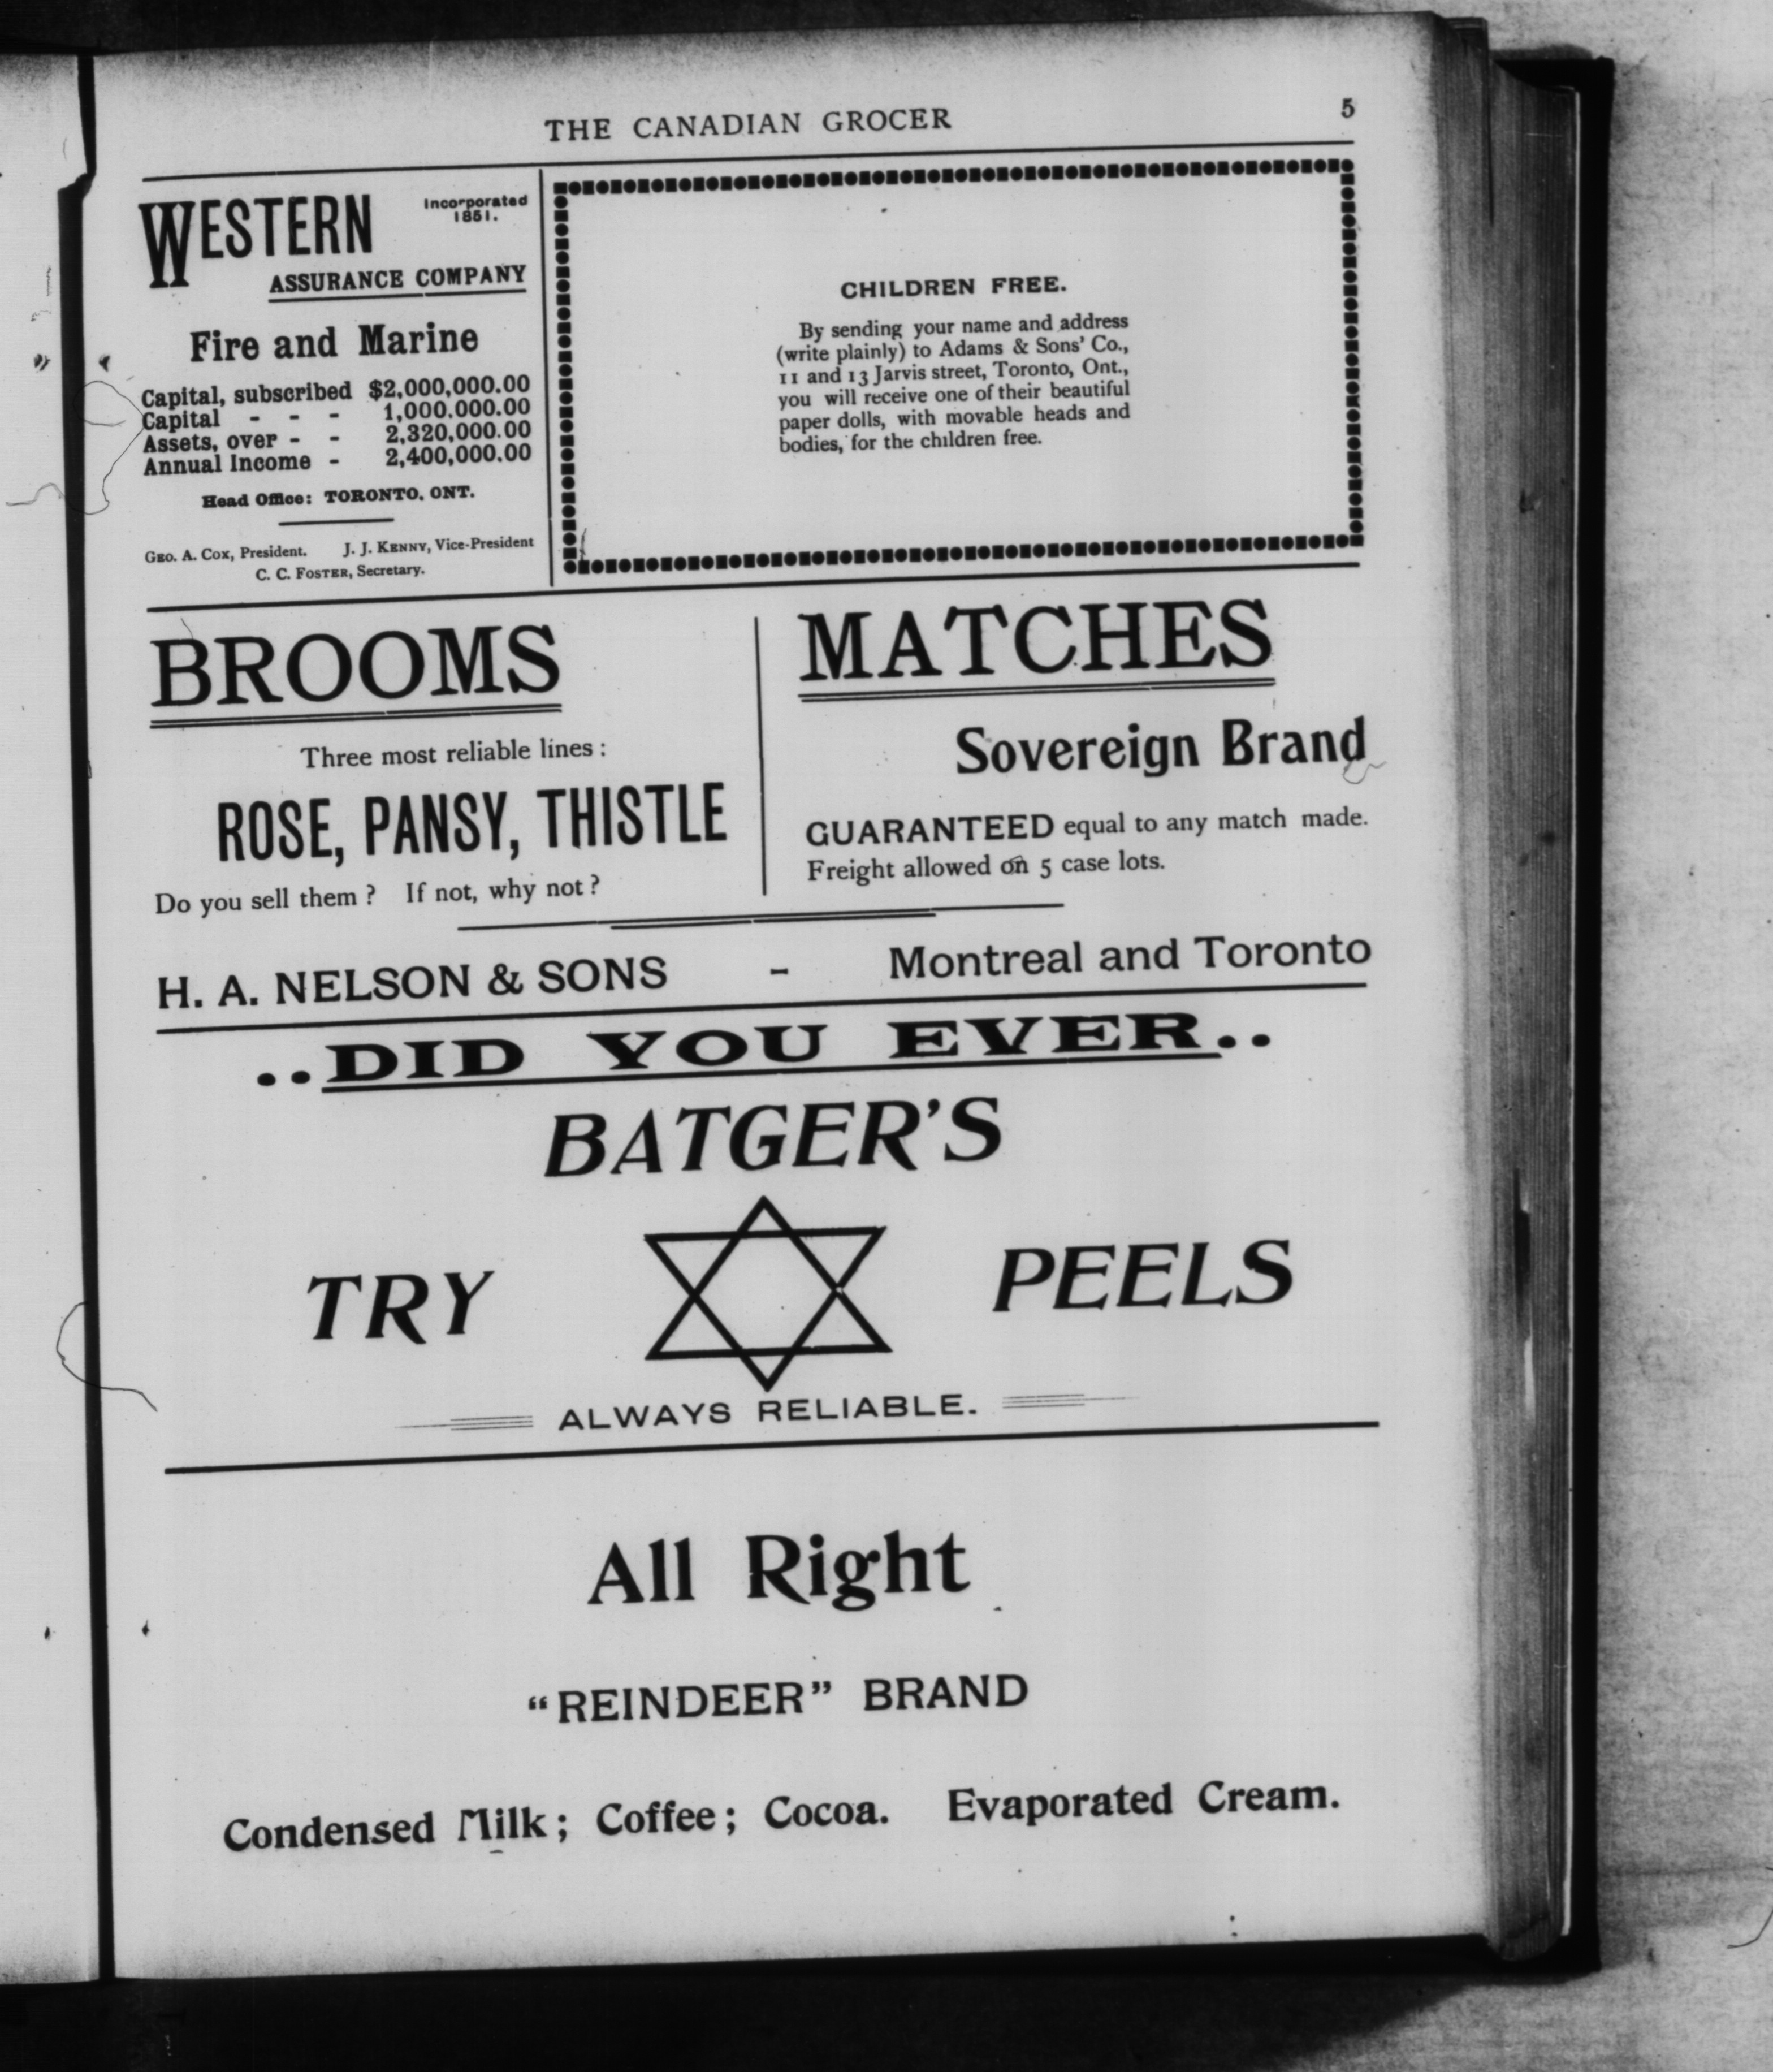 THE CANADIAN GROCER
5
WESTERN
Incorporated
1851.
ASSURANCE COMPANY
Fire and Marine
Capital, subscribed $2,000,000.00
Capital - - - 1,000,000.00
Assets, over - - 2,320,000.00
Annual Income - 2,400,000.00
Head Office: TORONTO, ONT.
GEO. A. COX, President. J. J. KENNY, Vice-President
C. C. FOSTER, Secretary.
CHILDREN FREE.
By sending your name and address
(write plainly) to Adams & Sons' Co.,
11 and 13 Jarvis street, Toronto, Ont.,
you will receive one of their beautiful
paper dolls, with movable heads and
bodies, for the children free.
BROOMS
Three most reliable lines:
ROSE, PANSY, THISTLE
Do you sell them? If not, why not?
MATCHES
Sovereign Brand
GUARANTEED equal to any match made.
Freight allowed on 5 case lots.
H. A. NELSON & SONS - Montreal and Toronto
..DID YOU EVER..
BATGER'S
TRY PEELS
ALWAYS RELIABLE.
All Right
"REINDEER" BRAND
Condensed Milk; Coffee; Cocoa. Evaporated Cream.